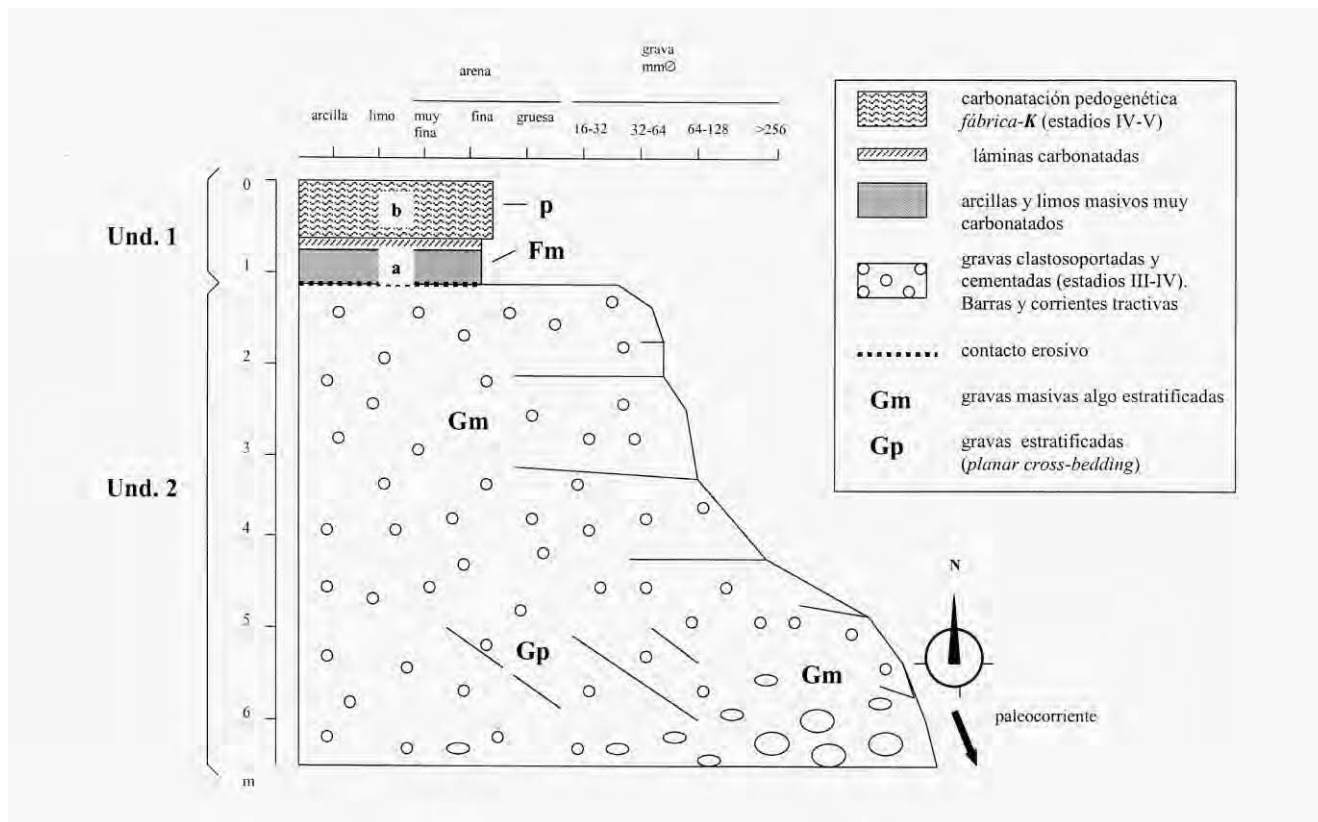 grava
mm∅
arena
arcilla limo muy fina fina gruesa 16-32 32-64 64-128 >256
0
b
p
Und. 1
Fm
a
1
2
Gm
3
Und. 2
4
5
Gp
Gm
6
m
carbonatación pedogenética
fábrica-K (estadios IV-V)
láminas carbonatadas
arcillas y limos masivos muy
carbonatados
gravas clastosoportadas y
cementadas (estadios III-IV).
Barras y corrientes tractivas
contacto erosivo
Gm gravas masivas algo estratificadas
Gp gravas estratificadas
(planar cross-bedding)
N
paleocorriente